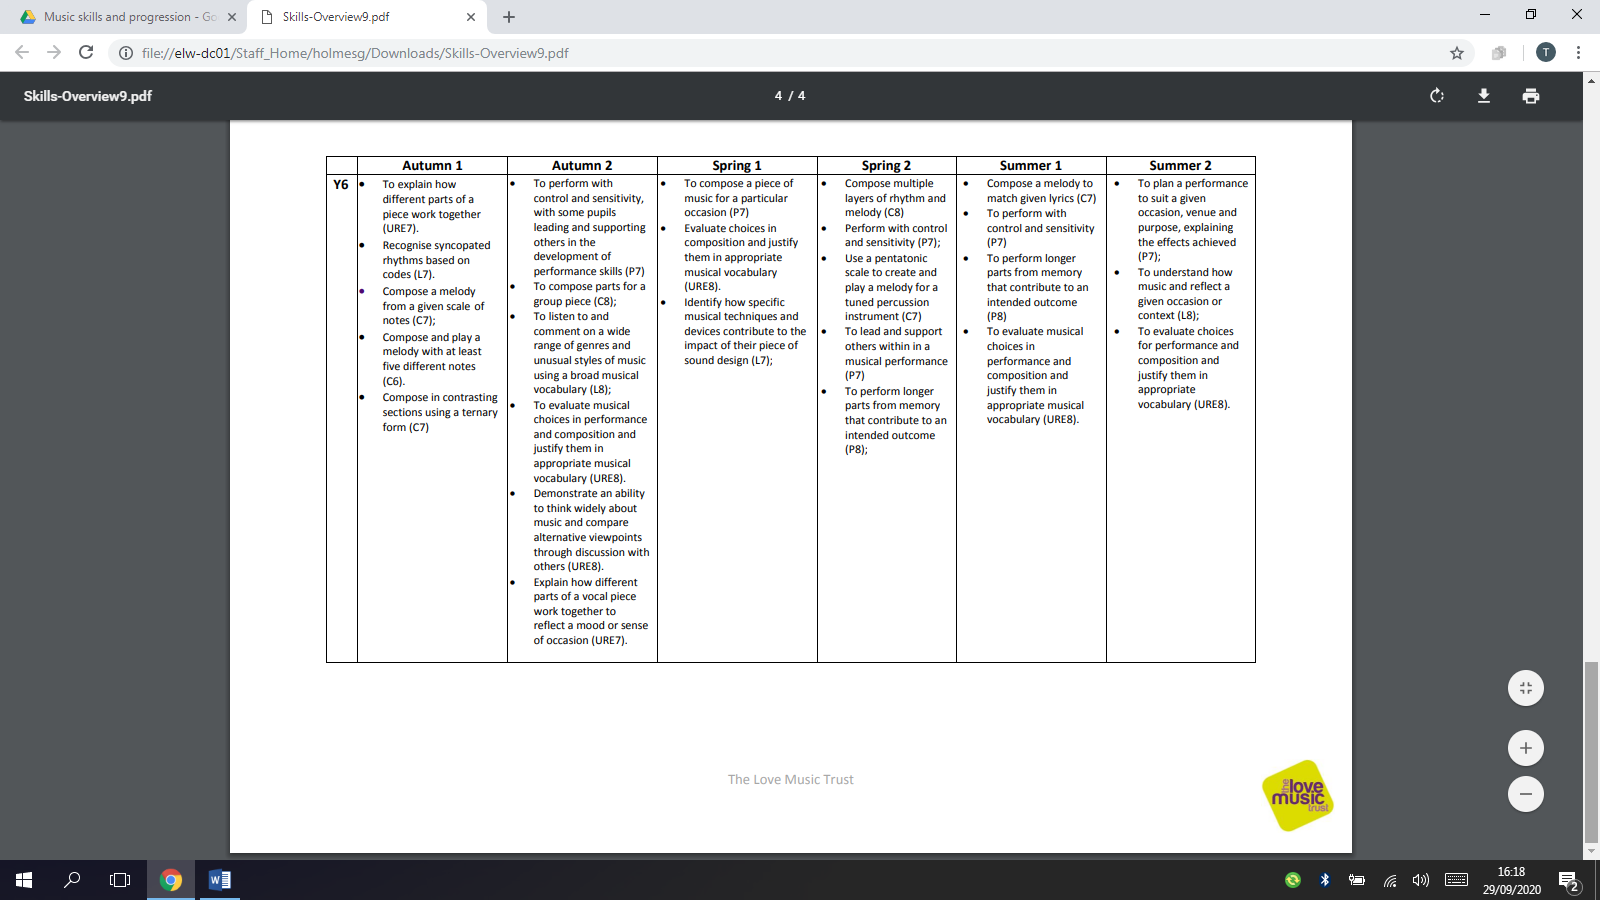 Music skills and progression - Go
Skills-Overview9.pdf
file://elw-dc01/Staff_Home/holmesg/Downloads/Skills-Overview9.pdf
T
Skills-Overview9.pdf
4 / 4
Autumn 1
Autumn 2
Spring 1
Spring 2
Summer 1
Summer 2
Y6
• To explain how
different parts of a
piece work together
(URE7).
• Recognise syncopated
rhythms based on
codes (L7).
• Compose a melody
from a given scale of
notes (C7);
• Compose and play a
melody with at least
five different notes
(C6).
• Compose in contrasting
sections using a ternary
form (C7)
• To perform with
control and sensitivity,
with some pupils
leading and supporting
others in the
development of
performance skills (P7)
• To compose parts for a
group piece (C8);
• To listen to and
comment on a wide
range of genres and
unusual styles of music
using a broad musical
vocabulary (L8);
• To evaluate musical
choices in performance
and composition and
justify them in
appropriate musical
vocabulary (URE8).
• Demonstrate an ability
to think widely about
music and compare
alternative viewpoints
through discussion with
others (URE8).
• Explain how different
parts of a vocal piece
work together to
reflect a mood or sense
of occasion (URE7).
• To compose a piece of
music for a particular
occasion (P7)
• Evaluate choices in
composition and justify
them in appropriate
musical vocabulary
(URE8).
• Identify how specific
musical techniques and
devices contribute to the
impact of their piece of
sound design (L7);
• Compose multiple
layers of rhythm and
melody (C8)
• Perform with control
and sensitivity (P7);
• Use a pentatonic
scale to create and
play a melody for a
tuned percussion
instrument (C7)
• To lead and support
others within in a
musical performance
(P7)
• To perform longer
parts from memory
that contribute to an
intended outcome
(P8);
• Compose a melody to
match given lyrics (C7)
• To perform with
control and sensitivity
(P7)
• To perform longer
parts from memory
that contribute to an
intended outcome
(P8)
• To evaluate musical
choices in
performance and
composition and
justify them in
appropriate musical
vocabulary (URE8).
• To plan a performance
to suit a given
occasion, venue and
purpose, explaining
the effects achieved
(P7);
• To understand how
music and reflect a
given occasion or
context (L8);
• To evaluate choices
for performance and
composition and
justify them in
appropriate
vocabulary (URE8).
The Love Music Trust
the love
music
trust
16:18
29/09/2020
2